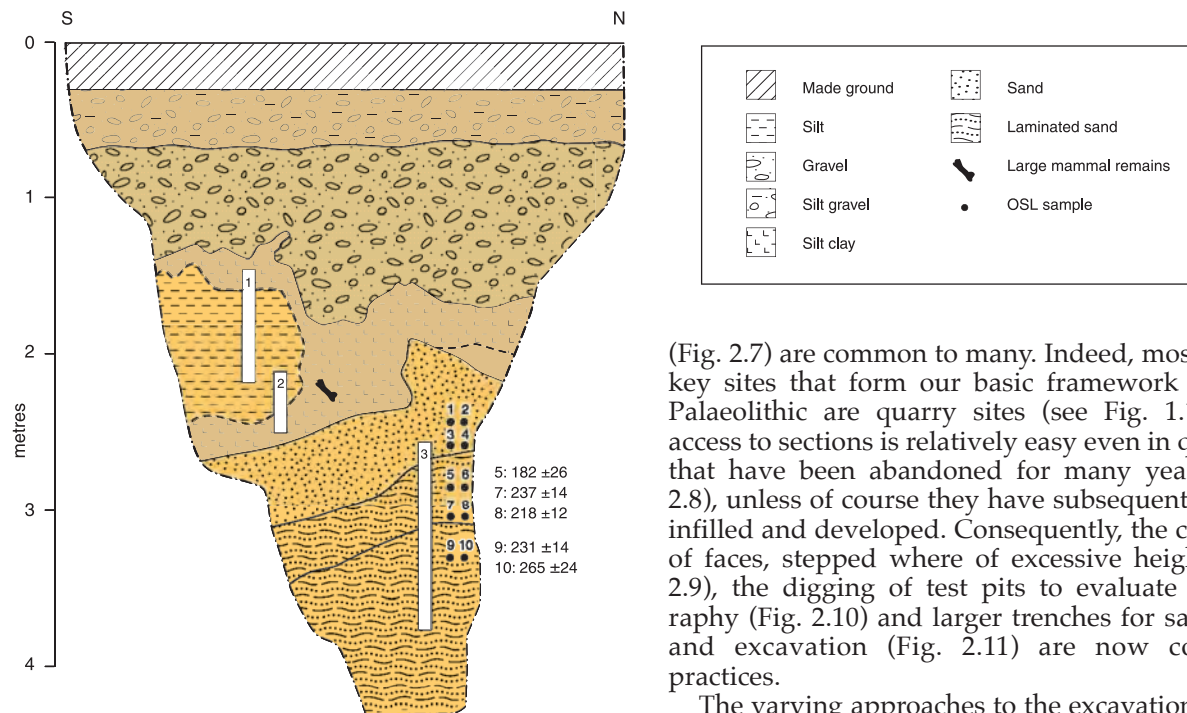 S
N
0
1
2
3
4
metres
1
2
3
1 2
3 4
5 6
7 8
9 10
5: 182 ±26
7: 237 ±14
8: 218 ±12
9: 231 ±14
10: 265 ±24
Made ground
Silt
Gravel
Silt gravel
Silt clay
Sand
Laminated sand
Large mammal remains
OSL sample
(Fig. 2.7) are common to many. Indeed, mos
key sites that form our basic framework
Palaeolithic are quarry sites (see Fig. 1.
access to sections is relatively easy even in q
that have been abandoned for many year
2.8), unless of course they have subsequent
infilled and developed. Consequently, the c
of faces, stepped where of excessive heigh
2.9), the digging of test pits to evaluate
raphy (Fig. 2.10) and larger trenches for sa
and excavation (Fig. 2.11) are now co
practices.
The varying approaches to the excavation